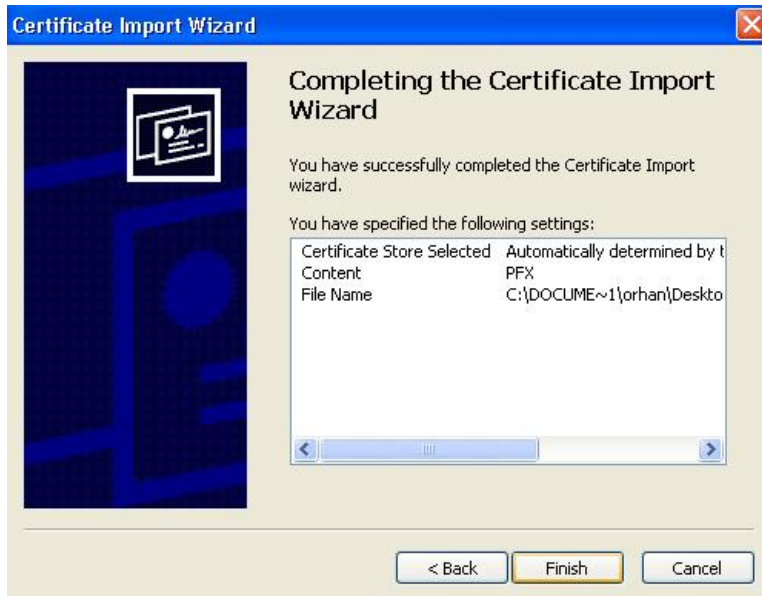 Certificate Import Wizard
Completing the Certificate Import
Wizard
You have successfully completed the Certificate Import
wizard.
You have specified the following settings:
Certificate Store Selected Automatically determined by t
Content PFX
File Name C:\DOCUME~1\orhan\Deskto
< Back Finish Cancel